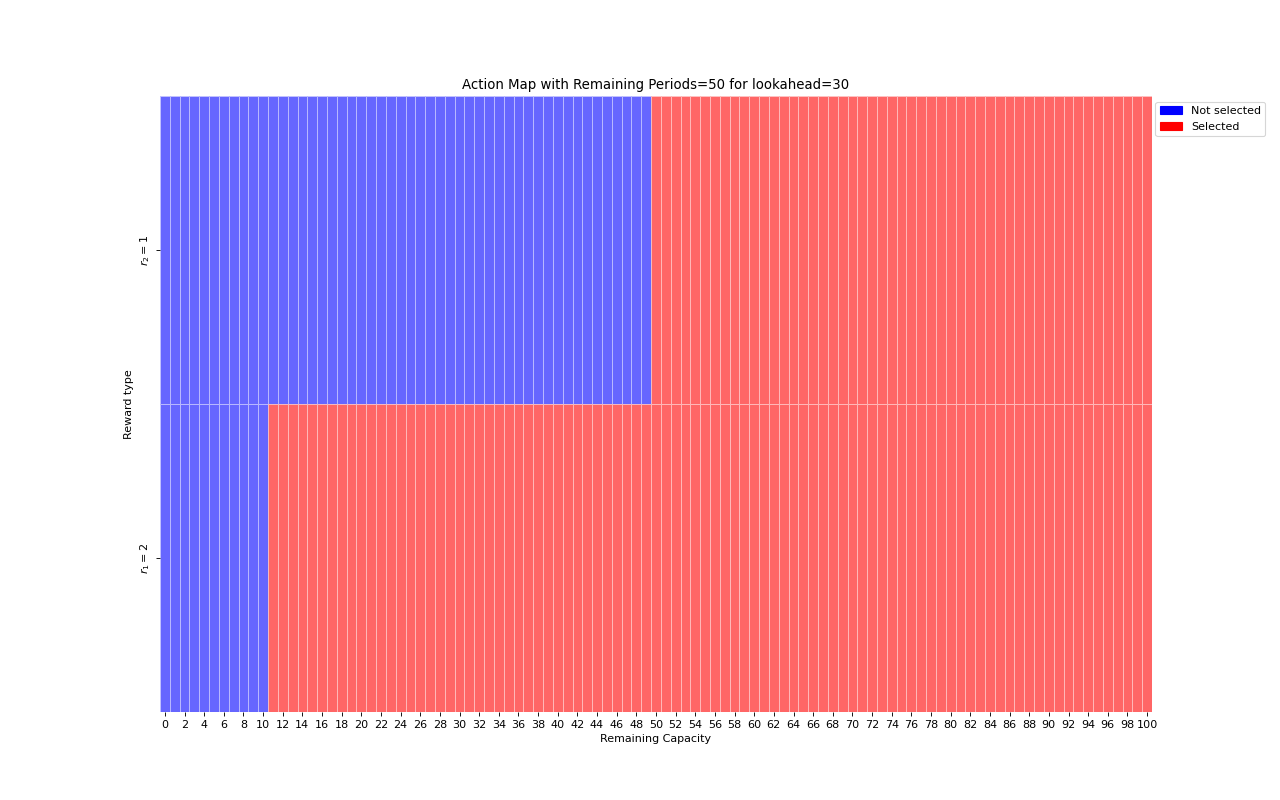 Action Map with Remaining Periods=50 for lookahead=30
Not selected
Selected
r₂ = 1
Reward type
r₁ = 2
0 2 4 6 8 10 12 14 16 18 20 22 24 26 28 30 32 34 36 38 40 42 44 46 48 50 52 54 56 58 60 62 64 66 68 70 72 74 76 78 80 82 84 86 88 90 92 94 96 98 100
Remaining Capacity